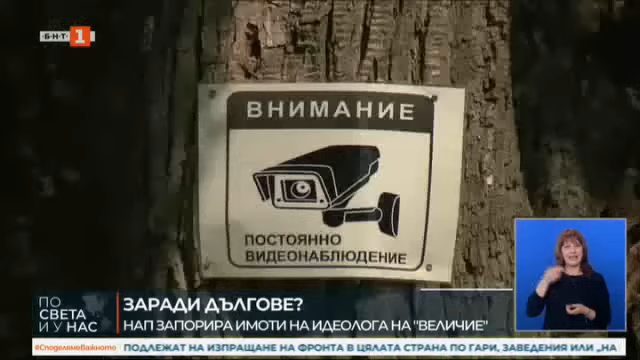 БНТ 1
ВНИМАНИЕ
ПОСТОЯННО
ВИДЕОНАБЛЮДЕНИЕ
ПО
СВЕТА
И У НАС
ЗАРАДИ ДЪЛГОВЕ?
НАП ЗАПОРИРА ИМОТИ НА ИДЕОЛОГА НА "ВЕЛИЧИЕ"
#СподелямеВажното
ПОДЛЕЖАТ НА ИЗПРАЩАНЕ НА ФРОНТА В ЦЯЛАТА СТРАНА ПО ГАРИ, ЗАВЕДЕНИЯ ИЛИ „НА